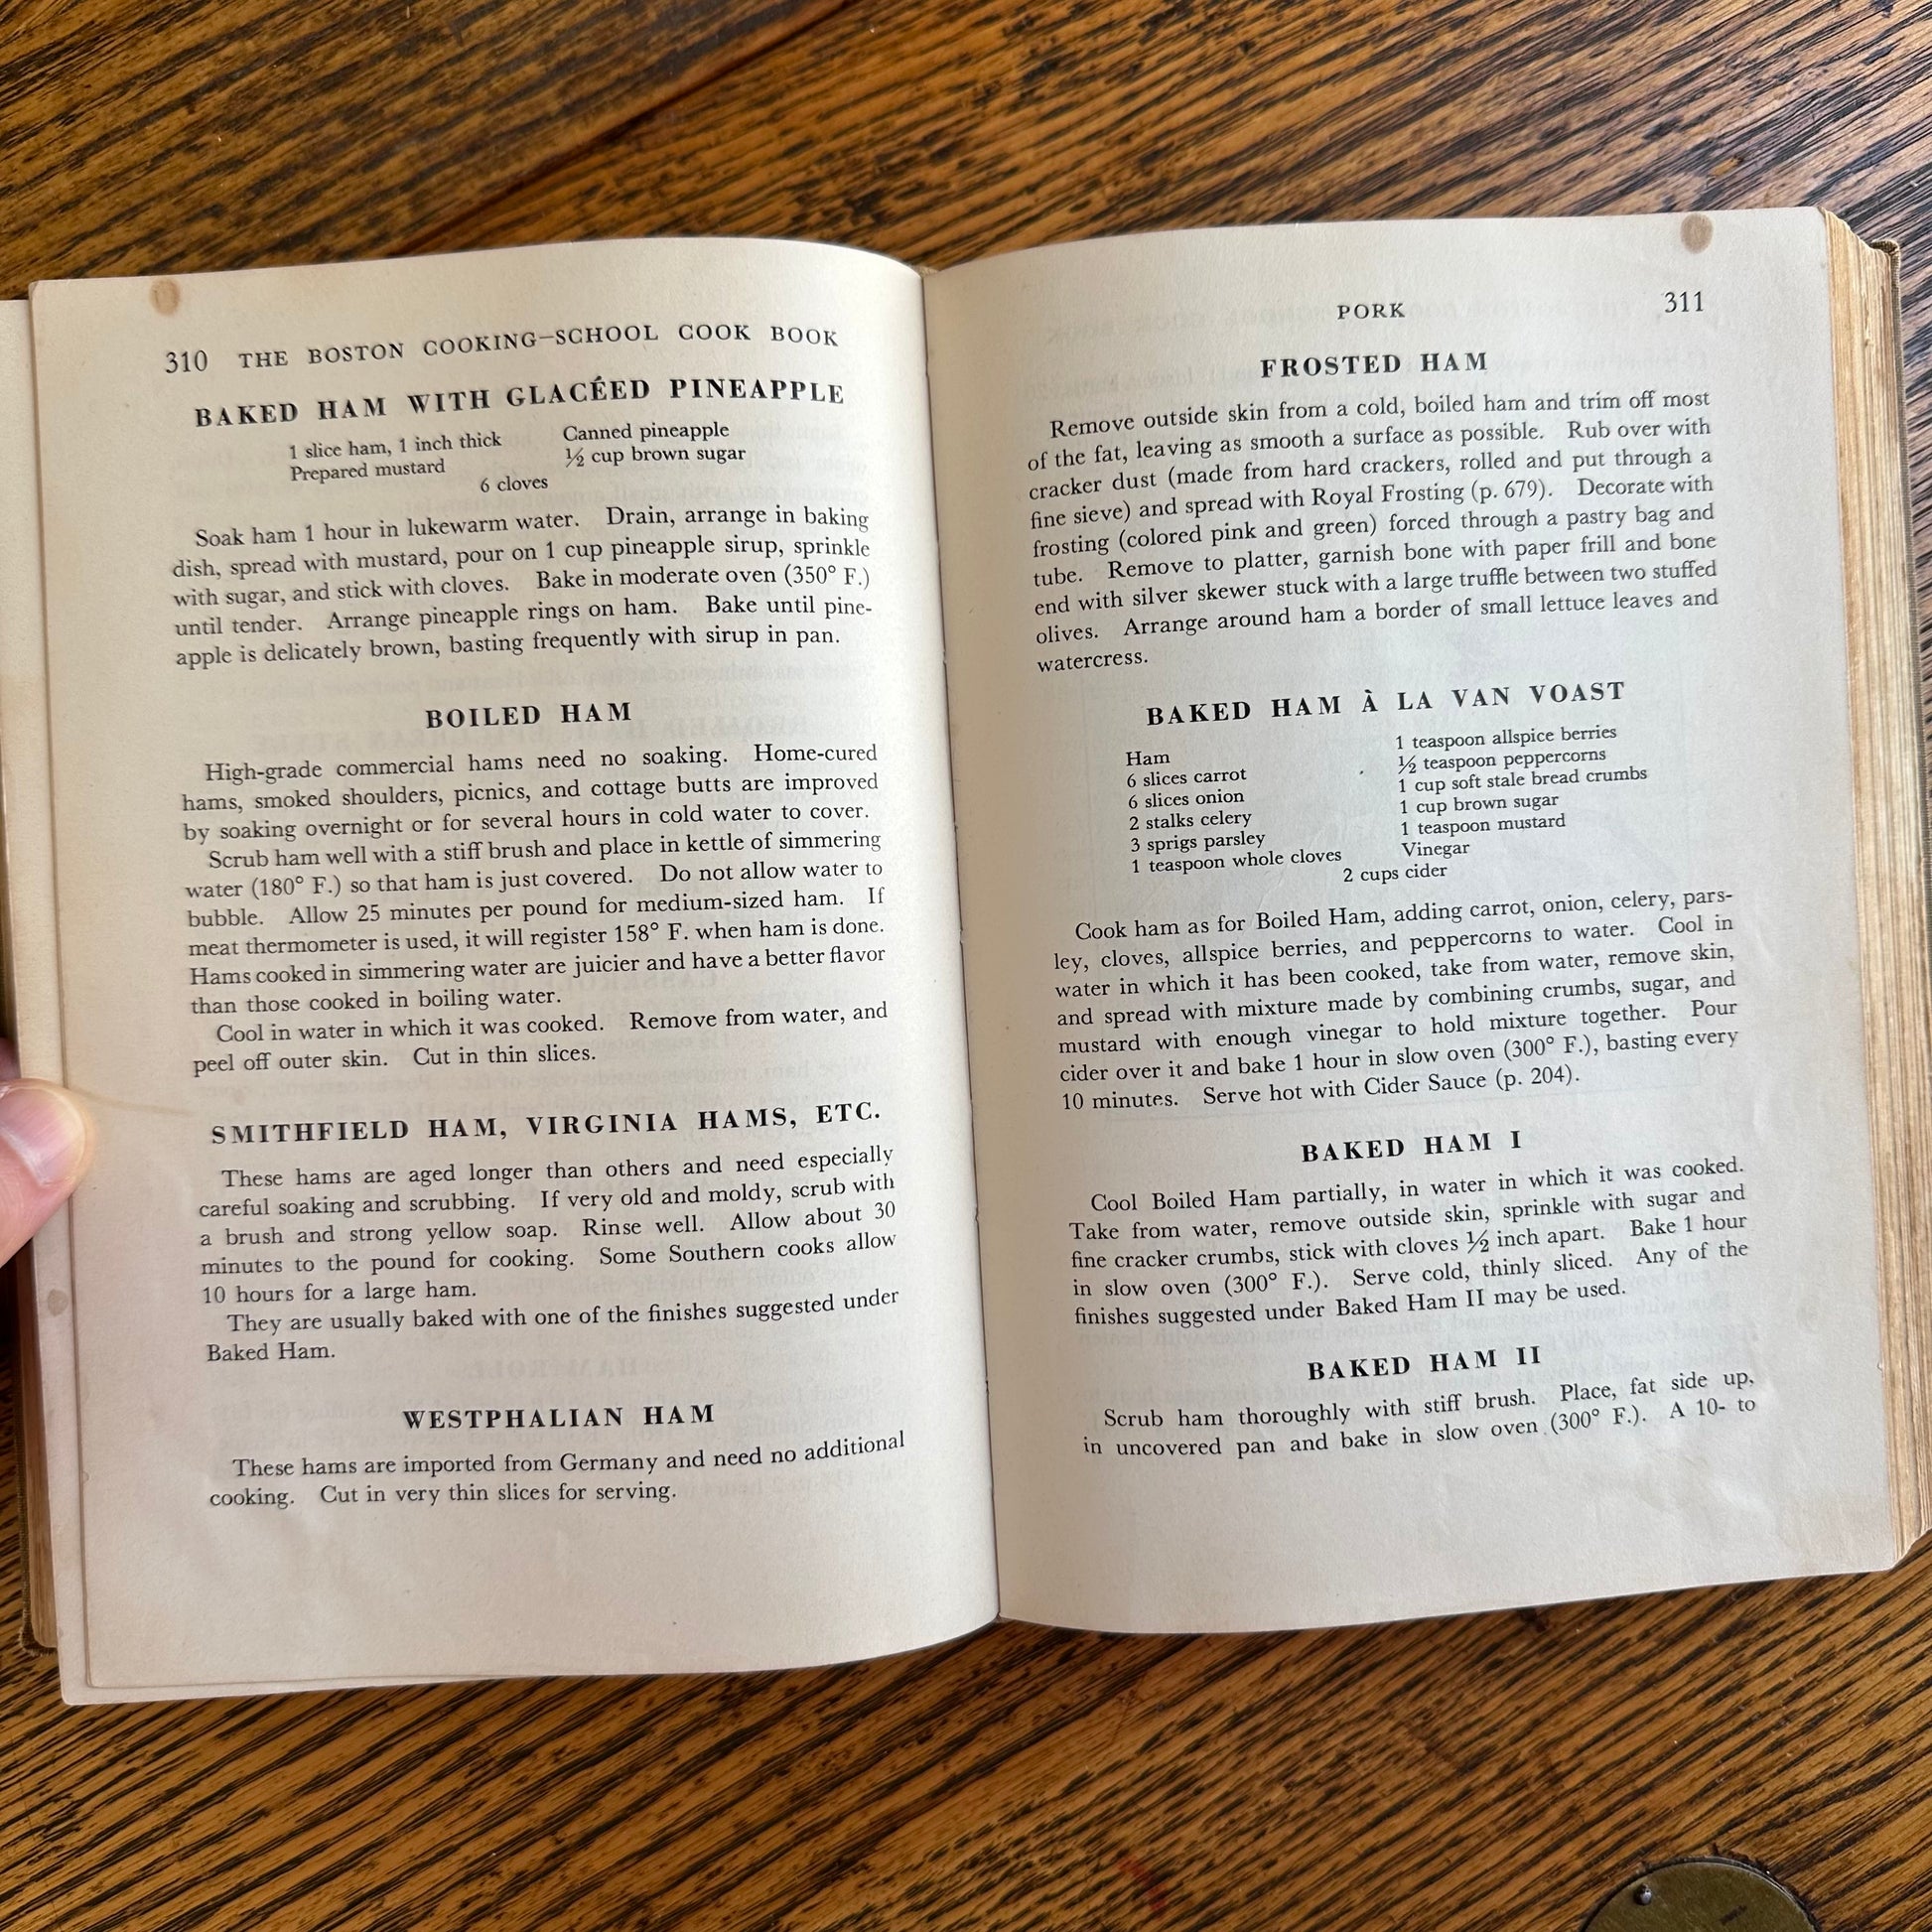 310 THE BOSTON COOKING—SCHOOL COOK BOOK
BAKED HAM WITH GLACÉED PINEAPPLE
1 slice ham, 1 inch thick
Prepared mustard
Canned pineapple
½ cup brown sugar
6 cloves
Soak ham 1 hour in lukewarm water. Drain, arrange in baking
dish, spread with mustard, pour on 1 cup pineapple sirup, sprinkle
with sugar, and stick with cloves. Bake in moderate oven (350° F.)
until tender. Arrange pineapple rings on ham. Bake until pine-
apple is delicately brown, basting frequently with sirup in pan.
BOILED HAM
High-grade commercial hams need no soaking. Home-cured
hams, smoked shoulders, picnics, and cottage butts are improved
by soaking overnight or for several hours in cold water to cover.
Scrub ham well with a stiff brush and place in kettle of simmering
water (180° F.) so that ham is just covered. Do not allow water to
bubble. Allow 25 minutes per pound for medium-sized ham. If
meat thermometer is used, it will register 158° F. when ham is done.
Hams cooked in simmering water are juicier and have a better flavor
than those cooked in boiling water.
Cool in water in which it was cooked. Remove from water, and
peel off outer skin. Cut in thin slices.
SMITHFIELD HAM, VIRGINIA HAMS, ETC.
These hams are aged longer than others and need especially
careful soaking and scrubbing. If very old and moldy, scrub with
a brush and strong yellow soap. Rinse well. Allow about 30
minutes to the pound for cooking. Some Southern cooks allow
10 hours for a large ham.
They are usually baked with one of the finishes suggested under
Baked Ham.
WESTPHALIAN HAM
These hams are imported from Germany and need no additional
cooking. Cut in very thin slices for serving.
PORK 311
FROSTED HAM
Remove outside skin from a cold, boiled ham and trim off most
of the fat, leaving as smooth a surface as possible. Rub over with
cracker dust (made from hard crackers, rolled and put through a
fine sieve) and spread with Royal Frosting (p. 679). Decorate with
frosting (colored pink and green) forced through a pastry bag and
tube. Remove to platter, garnish bone with paper frill and bone
end with silver skewer stuck with a large truffle between two stuffed
olives. Arrange around ham a border of small lettuce leaves and
watercress.
BAKED HAM À LA VAN VOAST
Ham
6 slices carrot
6 slices onion
2 stalks celery
3 sprigs parsley
1 teaspoon whole cloves
1 teaspoon allspice berries
½ teaspoon peppercorns
1 cup soft stale bread crumbs
1 cup brown sugar
1 teaspoon mustard
Vinegar
2 cups cider
Cook ham as for Boiled Ham, adding carrot, onion, celery, pars-
ley, cloves, allspice berries, and peppercorns to water. Cool in
water in which it has been cooked, take from water, remove skin,
and spread with mixture made by combining crumbs, sugar, and
mustard with enough vinegar to hold mixture together. Pour
cider over it and bake 1 hour in slow oven (300° F.), basting every
10 minutes. Serve hot with Cider Sauce (p. 204).
BAKED HAM I
Cool Boiled Ham partially, in water in which it was cooked.
Take from water, remove outside skin, sprinkle with sugar and
fine cracker crumbs, stick with cloves ½ inch apart. Bake 1 hour
in slow oven (300° F.). Serve cold, thinly sliced. Any of the
finishes suggested under Baked Ham II may be used.
BAKED HAM II
Scrub ham thoroughly with stiff brush. Place, fat side up,
in uncovered pan and bake in slow oven (300° F.). A 10- to